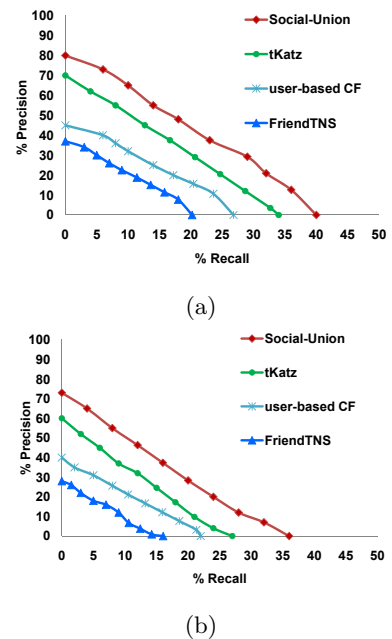 100
90
80
70
60
50
40
30
20
10
0
% Precision
0 5 10 15 20 25 30 35 40 45 50
% Recall
Social-Union
tKatz
user-based CF
FriendTNS
(a)
100
90
80
70
60
50
40
30
20
10
0
% Precision
0 5 10 15 20 25 30 35 40 45 50
% Recall
Social-Union
tKatz
user-based CF
FriendTNS
(b)